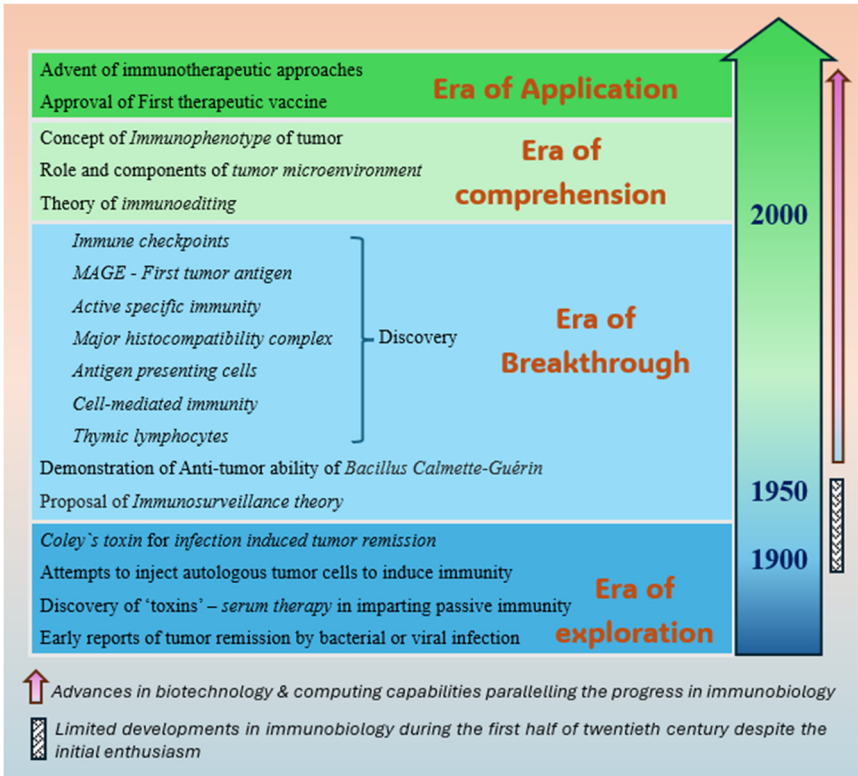 Advent of immunotherapeutic approaches
Approval of First therapeutic vaccine
Era of Application
Concept of Immunophenotype of tumor
Role and components of tumor microenvironment
Theory of immunoediting
Era of
comprehension
2000
Immune checkpoints
MAGE - First tumor antigen
Active specific immunity
Major histocompatibility complex
Antigen presenting cells
Cell-mediated immunity
Thymic lymphocytes
Discovery
Era of
Breakthrough
Demonstration of Anti-tumor ability of Bacillus Calmette-Guérin
Proposal of Immunosurveillance theory
1950
Coley`s toxin for infection induced tumor remission
Attempts to inject autologous tumor cells to induce immunity
Discovery of ‘toxins’ – serum therapy in imparting passive immunity
Early reports of tumor remission by bacterial or viral infection
Era of
exploration
1900
Advances in biotechnology & computing capabilities parallelling the progress in immunobiology
Limited developments in immunobiology during the first half of twentieth century despite the
initial enthusiasm